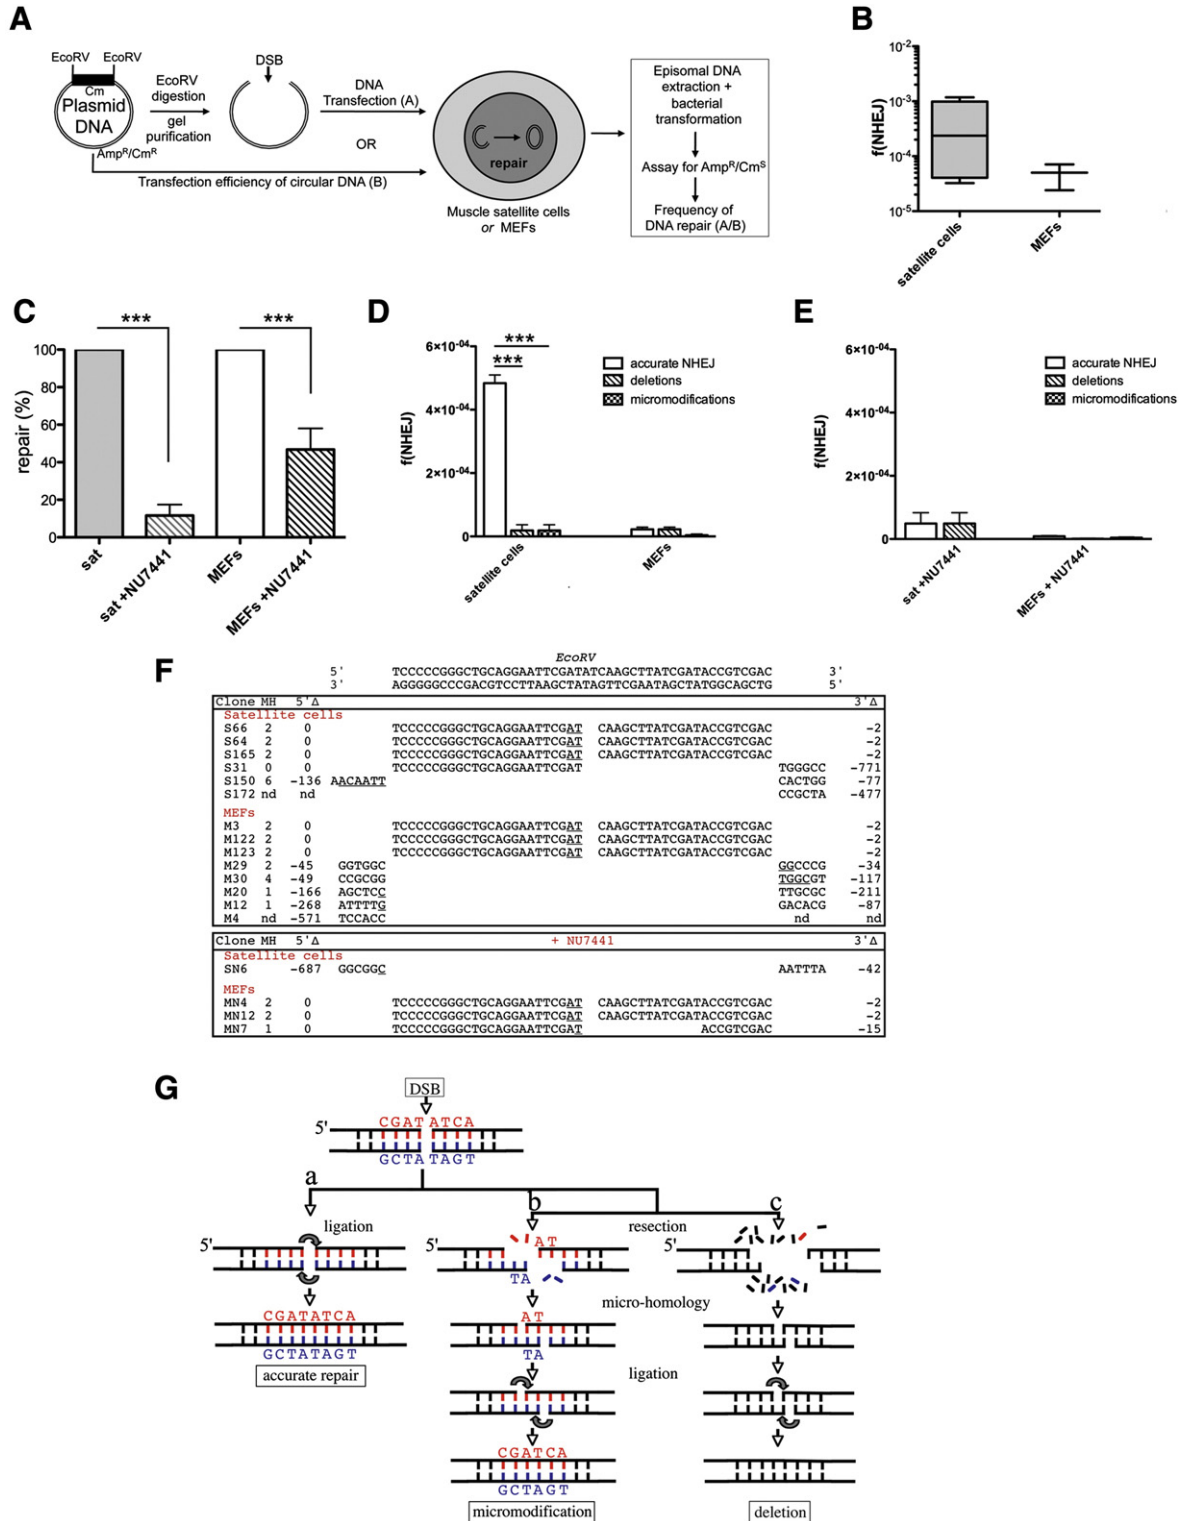 A
EcoRV EcoRV
Cm
Plasmid
DNA
Amp^R/Cm^R
EcoRV
digestion
gel
purification
DSB
DNA
Transfection (A)
OR
Transfection efficiency of circular DNA (B)
repair
Muscle satellite cells
or MEFs
Episomal DNA
extraction +
bacterial
transformation
Assay for Amp^R/Cm^S
Frequency of
DNA repair (A/B)
B
f(NHEJ)
10^-2
10^-3
10^-4
10^-5
satellite cells
MEFs
C
repair (%)
100
80
60
40
20
0
***
***
sat
sat +NU7441
MEFs
MEFs +NU7441
D
f(NHEJ)
6×10^-04
4×10^-04
2×10^-04
0
***
***
accurate NHEJ
deletions
micromodifications
satellite cells
MEFs
E
f(NHEJ)
6×10^-04
4×10^-04
2×10^-04
0
accurate NHEJ
deletions
micromodifications
sat +NU7441
MEFs + NU7441
F
EcoRV
5' TCCCCCGGGCTGCAGGAATTCGATATCAAGCTTATCGATACCGTCGAC 3'
3' AGGGGGCCCGACGTCCTTAAGCTATAGTTCGAATAGCTATGGCAGCTG 5'
Clone MH 5'Δ 3'Δ
Satellite cells
S66 2 0 TCCCCCGGGCTGCAGGAATTCGAT CAAGCTTATCGATACCGTCGAC -2
S64 2 0 TCCCCCGGGCTGCAGGAATTCGAT CAAGCTTATCGATACCGTCGAC -2
S165 2 0 TCCCCCGGGCTGCAGGAATTCGAT CAAGCTTATCGATACCGTCGAC -2
S31 0 0 TCCCCCGGGCTGCAGGAATTCGAT TGGGCC -771
S150 6 -136 AACAATT CACTGG -77
S172 nd nd CCGCTA -477
MEFs
M3 2 0 TCCCCCGGGCTGCAGGAATTCGAT CAAGCTTATCGATACCGTCGAC -2
M122 2 0 TCCCCCGGGCTGCAGGAATTCGAT CAAGCTTATCGATACCGTCGAC -2
M123 2 0 TCCCCCGGGCTGCAGGAATTCGAT CAAGCTTATCGATACCGTCGAC -2
M29 2 -45 GGTGGC GGCCCG -34
M30 4 -49 CCGCGG TGGCGT -117
M20 1 -166 AGCTCC TTGCGC -211
M12 1 -268 ATTTTG GACACG -87
M4 nd -571 TCCACC nd nd
Clone MH 5'Δ + NU7441 3'Δ
Satellite cells
SN6 -687 GGCGGC AATTTA -42
MEFs
MN4 2 0 TCCCCCGGGCTGCAGGAATTCGAT CAAGCTTATCGATACCGTCGAC -2
MN12 2 0 TCCCCCGGGCTGCAGGAATTCGAT CAAGCTTATCGATACCGTCGAC -2
MN7 1 0 TCCCCCGGGCTGCAGGAATTCGAT ACCGTCGAC -15
G
DSB
CGAT ATCA
5'
GCTA TAGT
a
b
c
ligation
resection
5'
5'
AT
TA
micro-homology
CGATATCA
GCTATAGT
accurate repair
AT
TA
ligation
CGATCA
GCTAGT
micromodification
deletion